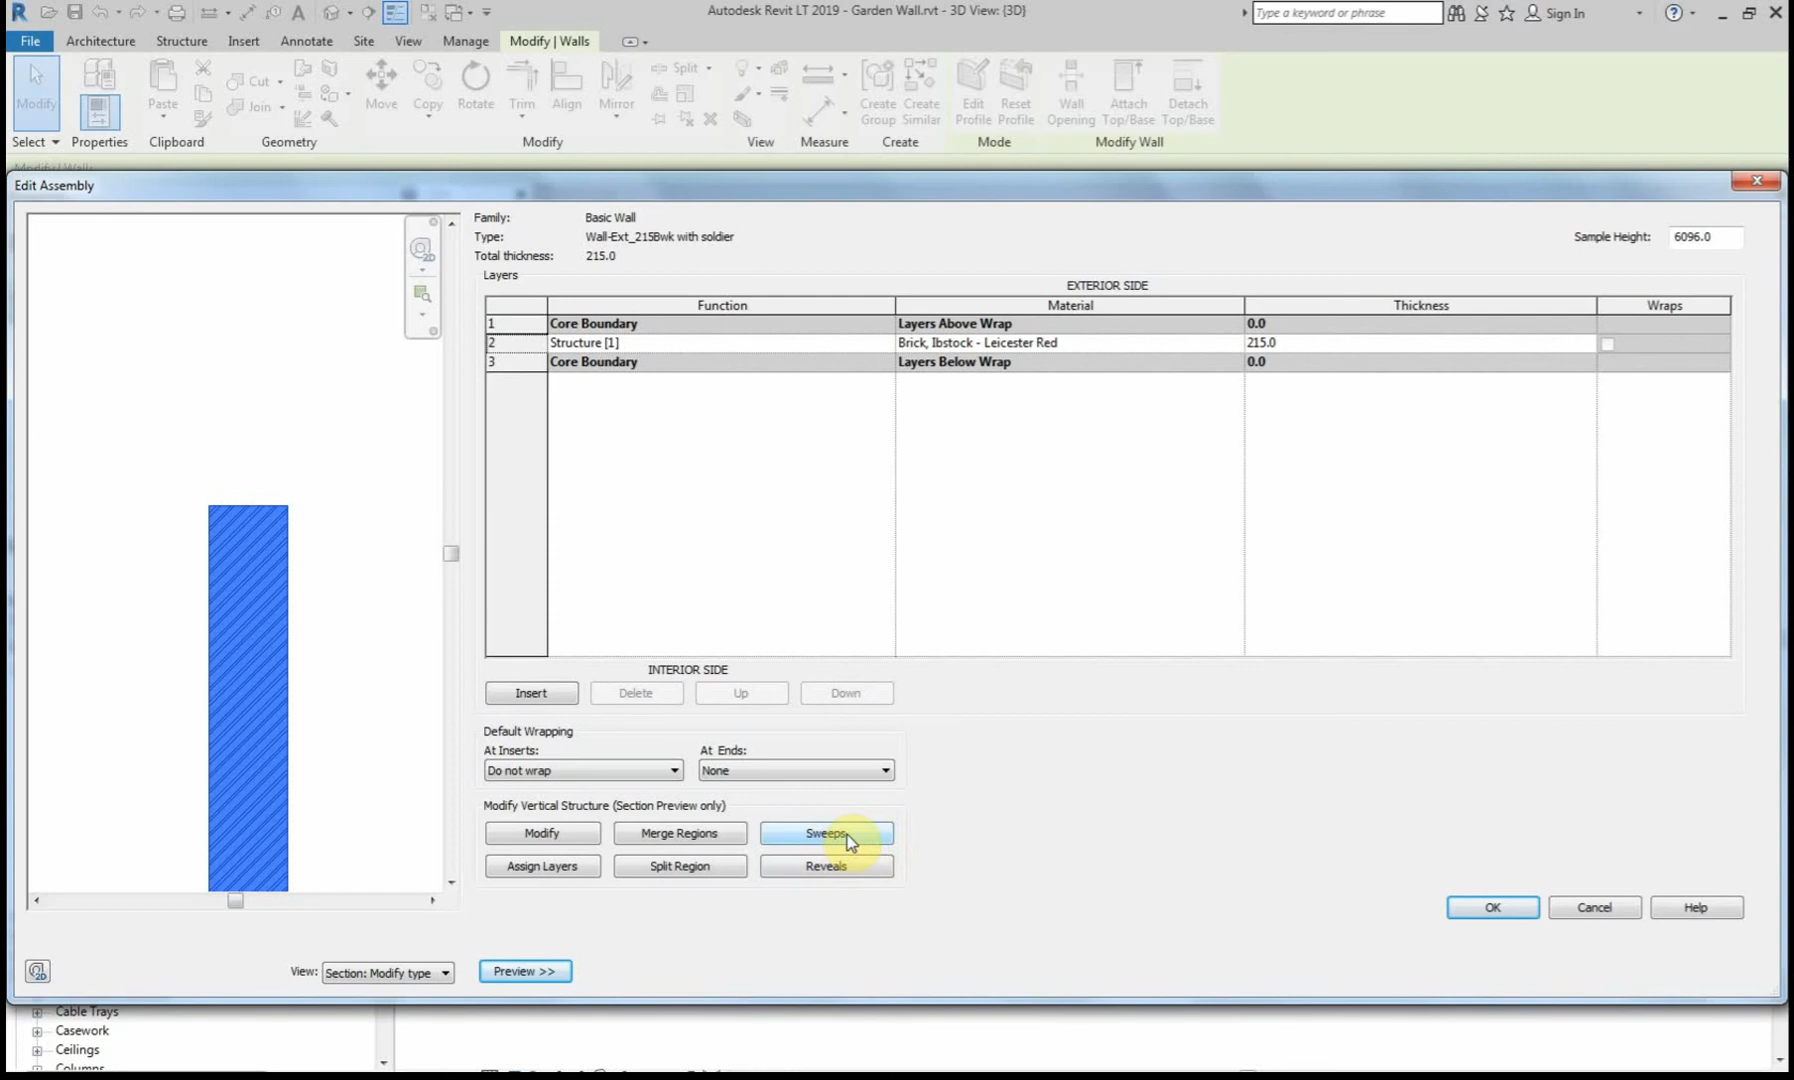 Autodesk Revit LT 2019 - Garden Wall.rvt - 3D View: {3D}
Type a keyword or phrase
Sign In
File Architecture Structure Insert Annotate Site View Manage Modify | Walls
Modify
Paste
Cut
Join
Move Copy Rotate Trim Align Mirror
Split
Create Group
Create Similar
Edit Profile
Reset Profile
Wall Opening
Attach Top/Base
Detach Top/Base
Select Properties Clipboard Geometry Modify View Measure Create Mode Modify Wall
Modify | Walls
Edit Assembly
Family: Basic Wall
Type: Wall-Ext_215Bwk with soldier
Total thickness: 215.0
Sample Height: 6096.0
Layers
EXTERIOR SIDE
Function Material Thickness Wraps
1 Core Boundary Layers Above Wrap 0.0
2 Structure [1] Brick, Ibstock - Leicester Red 215.0
3 Core Boundary Layers Below Wrap 0.0
INTERIOR SIDE
Insert Delete Up Down
Default Wrapping
At Inserts: At Ends:
Do not wrap None
Modify Vertical Structure (Section Preview only)
Modify Merge Regions Sweeps
Assign Layers Split Region Reveals
OK Cancel Help
View: Section: Modify type Preview >>
Cable Trays
Casework
Ceilings
Columns